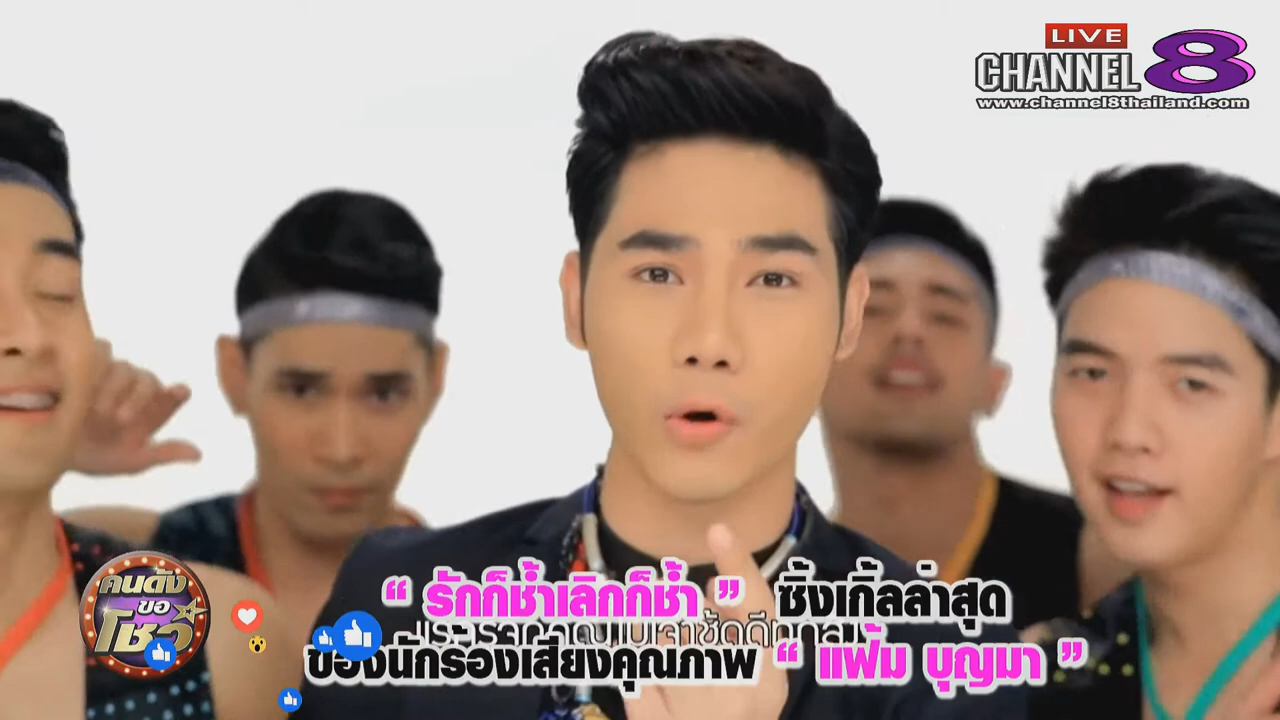 LIVE
CHANNEL 8
www.channel8thailand.com
“ รักก็ช้ำเลิกก็ช้ำ ” ซิ้งเกิ้ลล่าสุด
ของนักร้องเสียงคุณภาพ “ แฟ้ม บุญมา ”
คนดัง
ขอ
โชว์